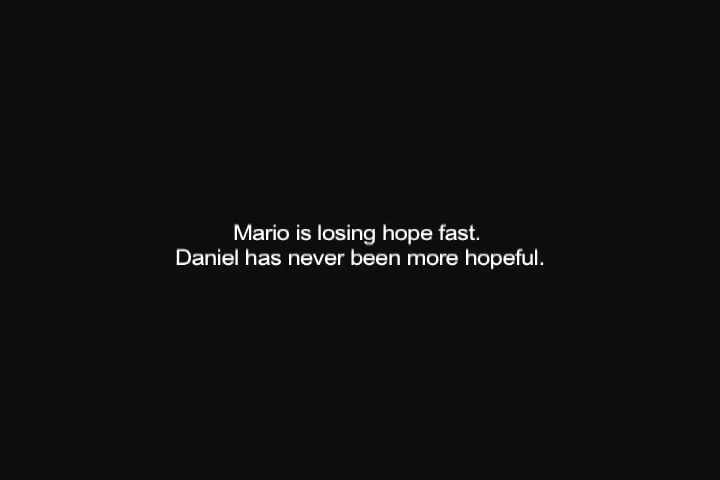 Mario is losing hope fast.
Daniel has never been more hopeful.